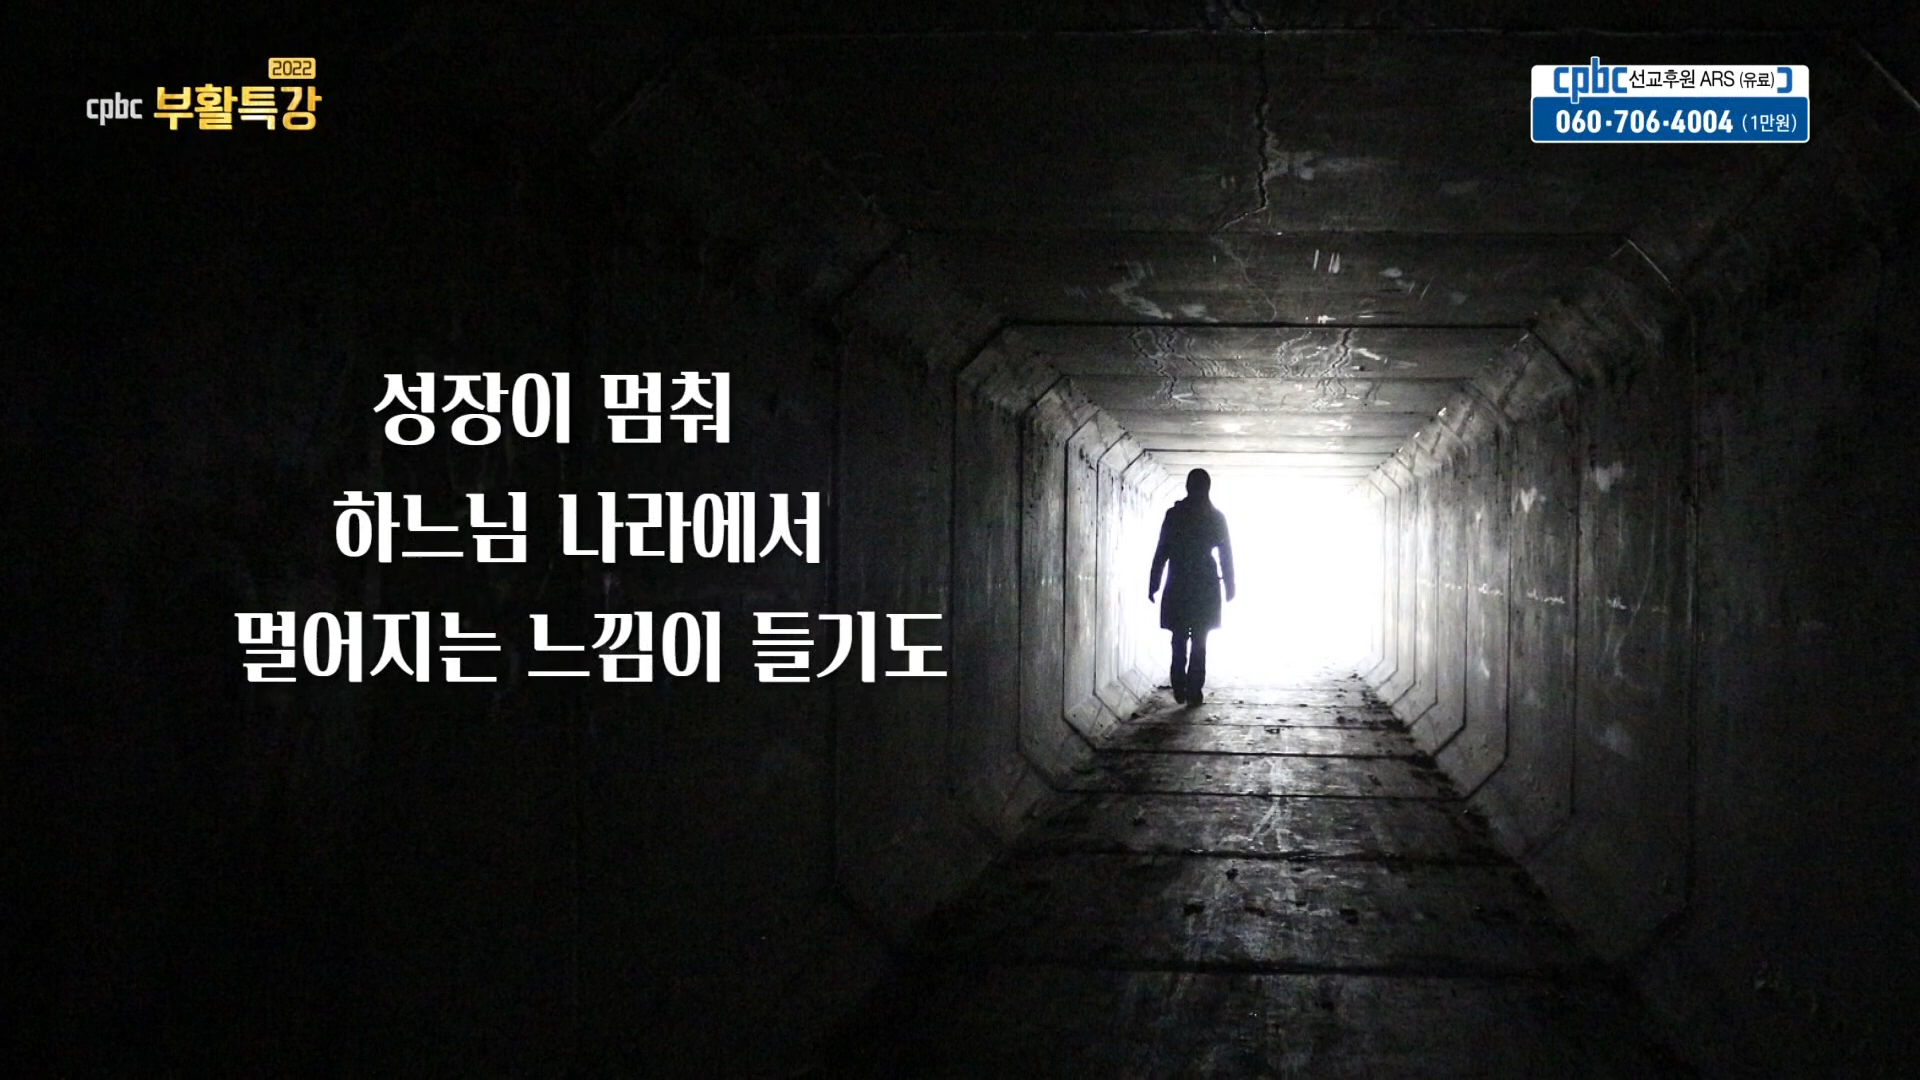 2022
cpbc 부활특강
cpbc 선교후원 ARS (유료)
060·706·4004 (1만원)
성장이 멈춰
하느님 나라에서
멀어지는 느낌이 들기도